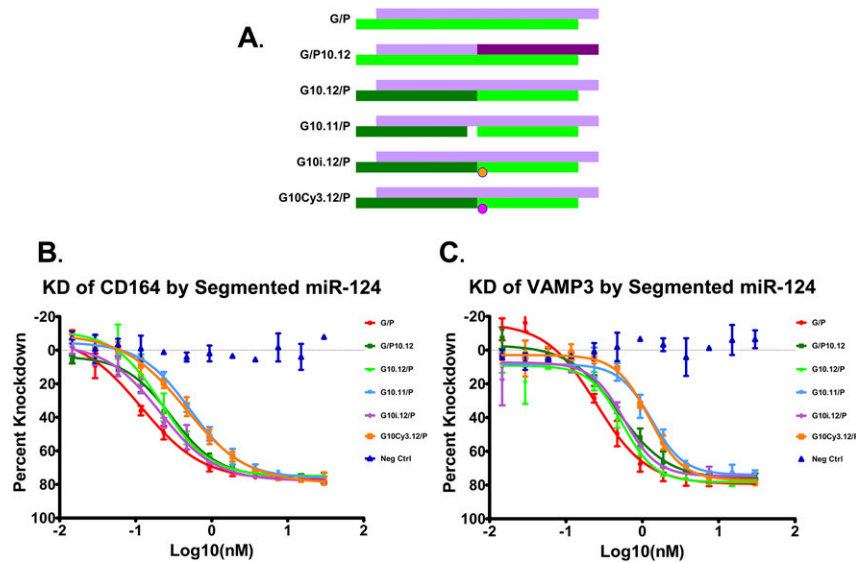 A.
G/P
G/P10.12
G10.12/P
G10.11/P
G10i.12/P
G10Cy3.12/P
B.
KD of CD164 by Segmented miR-124
Percent Knockdown
-20
0
20
40
60
80
100
-2
-1
0
1
2
Log10(nM)
G/P
G/P10.12
G10.12/P
G10.11/P
G10i.12/P
G10Cy3.12/P
Neg Ctrl
C.
KD of VAMP3 by Segmented miR-124
Percent Knockdown
-20
0
20
40
60
80
100
-2
-1
0
1
2
Log10(nM)
G/P
G/P10.12
G10.12/P
G10.11/P
G10i.12/P
G10Cy3.12/P
Neg Ctrl